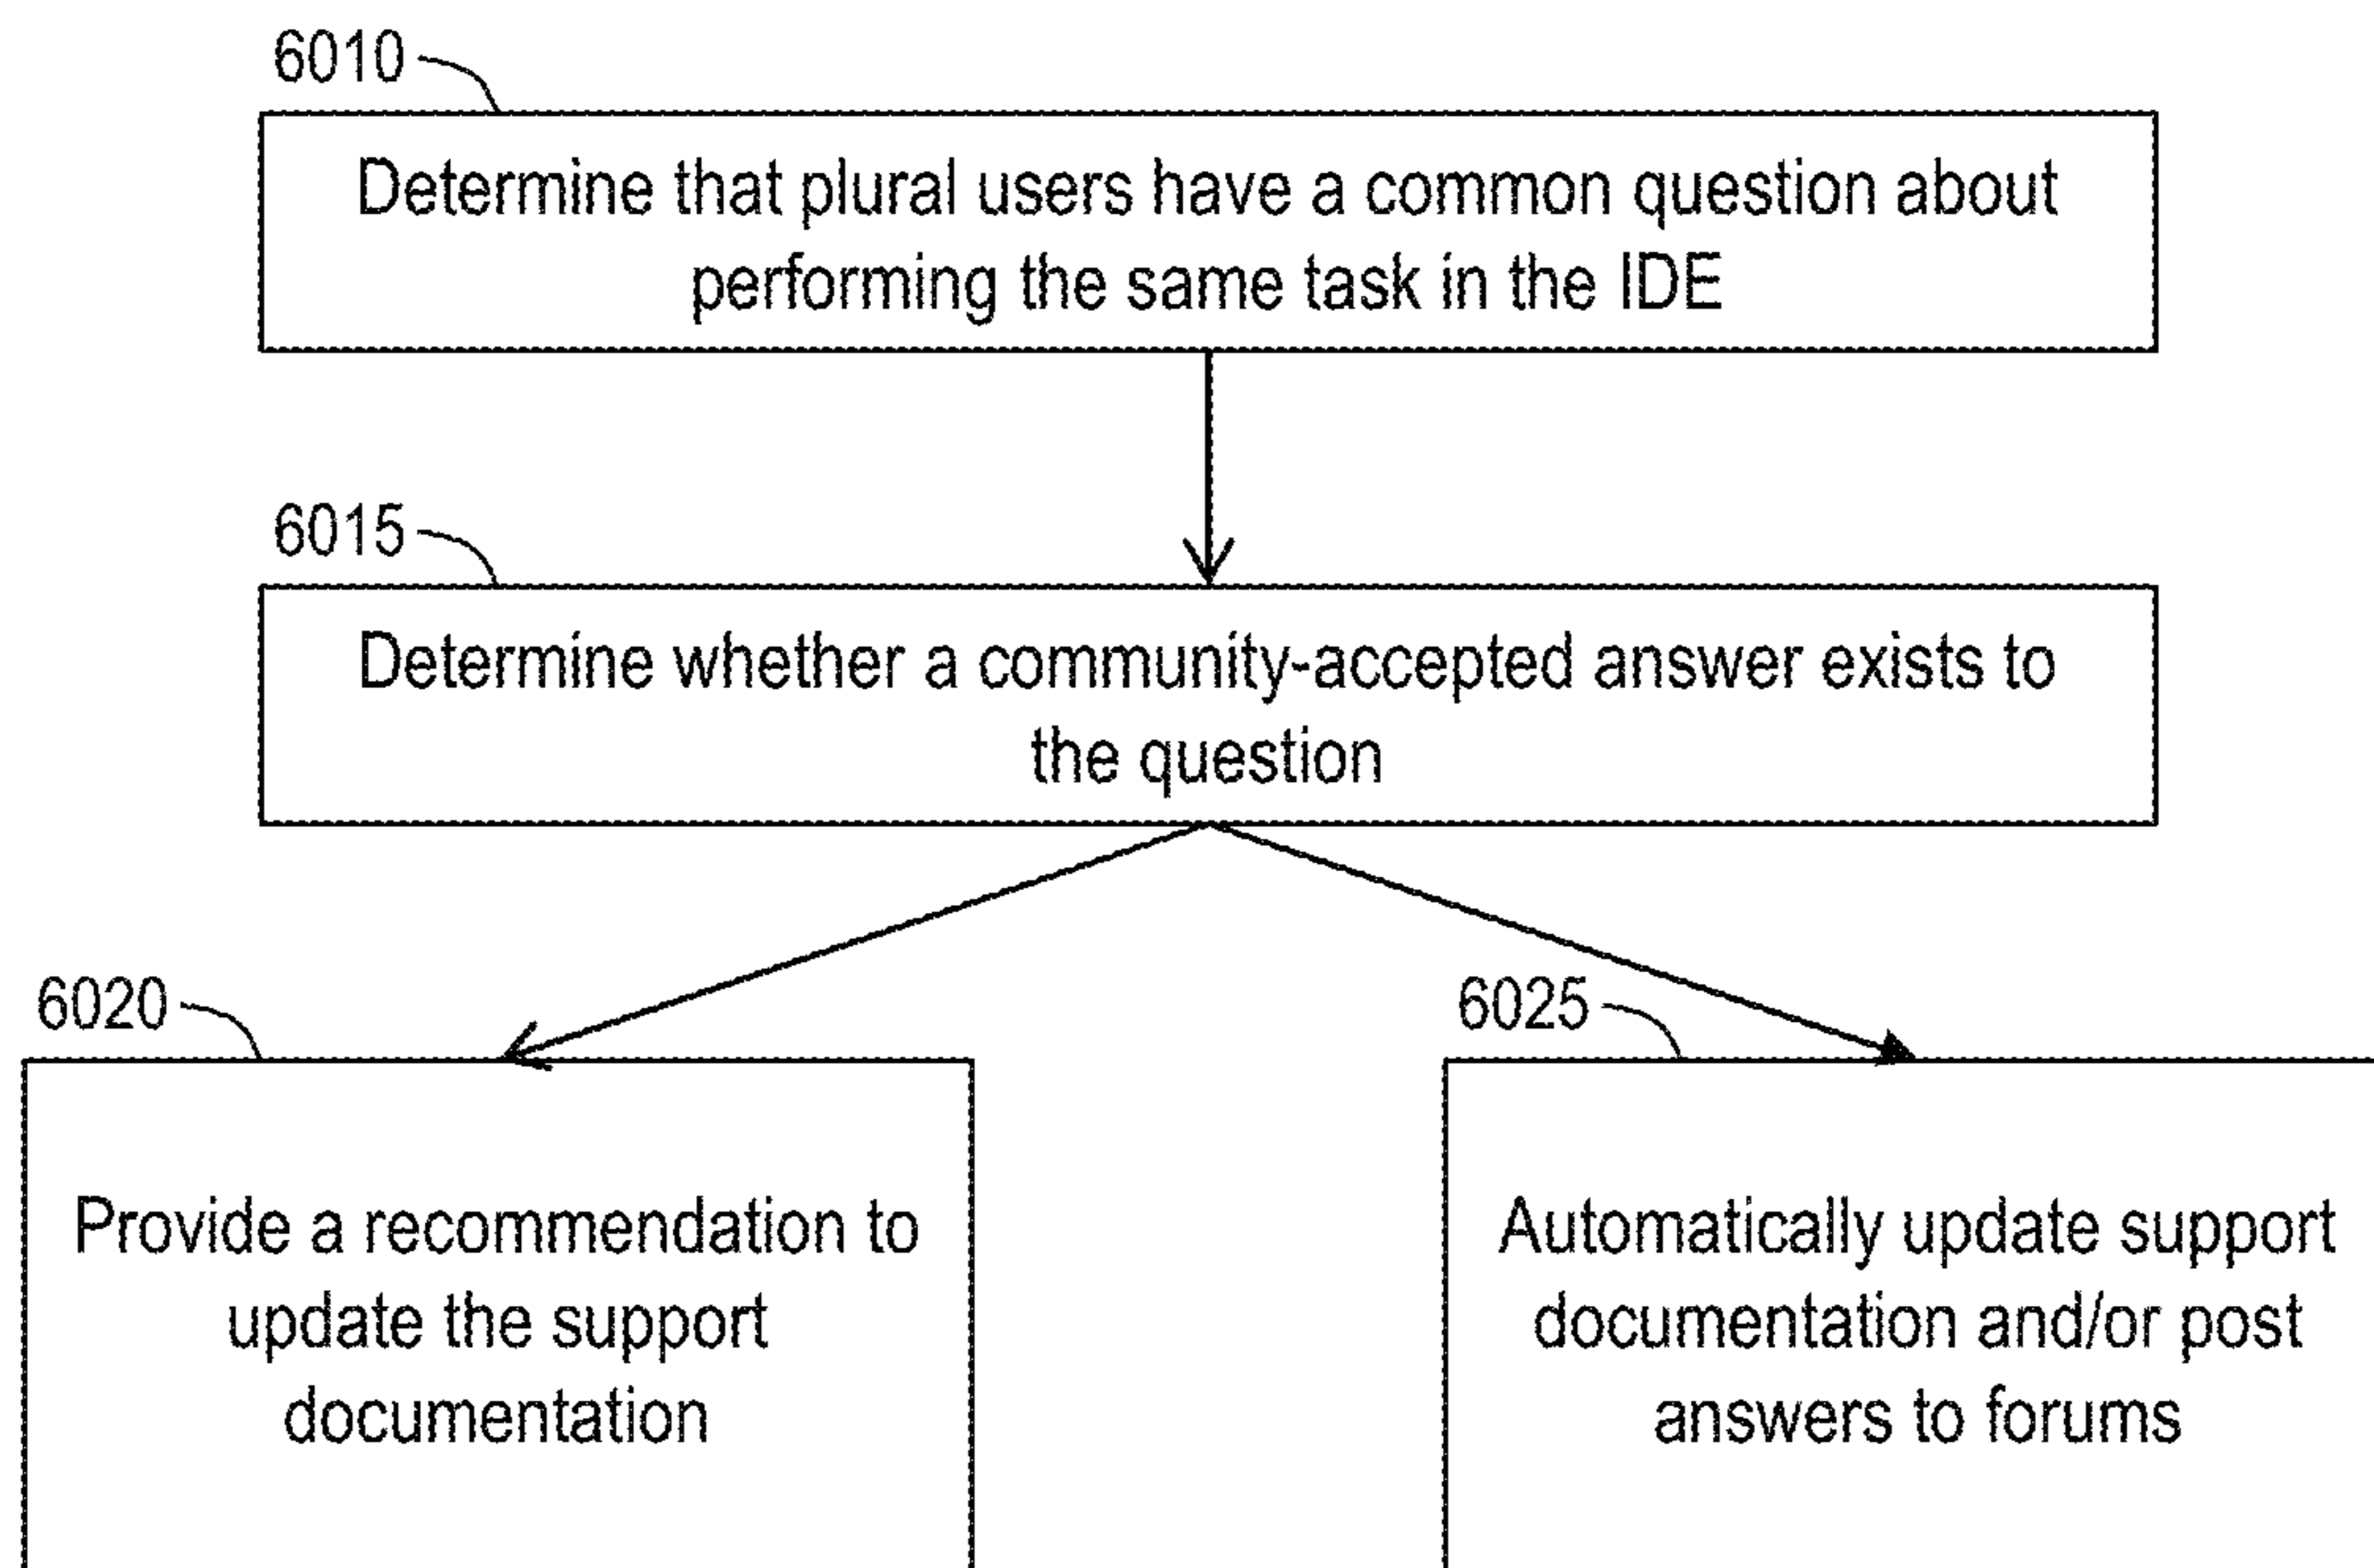 6010
Determine that plural users have a common question about
performing the same task in the IDE
6015
Determine whether a community-accepted answer exists to
the question
6020
Provide a recommendation to
update the support
documentation
6025
Automatically update support
documentation and/or post
answers to forums